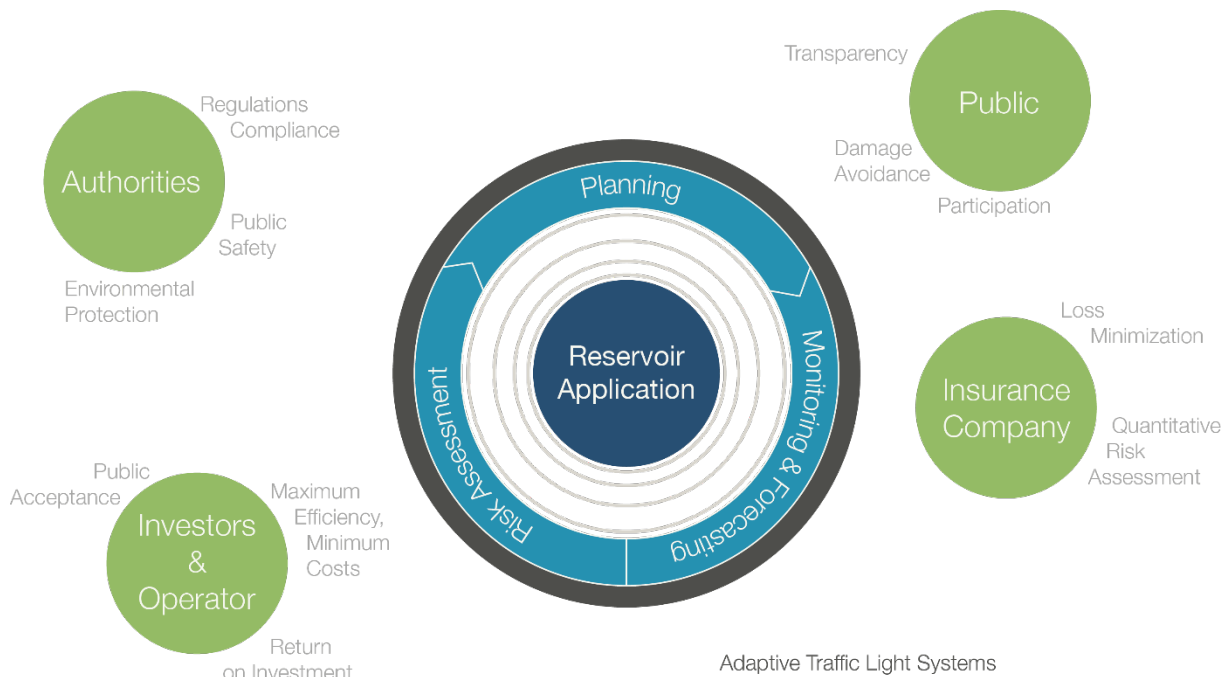 Authorities
Regulations
Compliance
Public
Safety
Environmental
Protection
Public
Acceptance
Investors
&
Operator
Maximum
Efficiency,
Minimum
Costs
Return
on Investment
Planning
Monitoring & Forecasting
Risk Assessment
Reservoir
Application
Transparency
Public
Damage
Avoidance
Participation
Loss
Minimization
Insurance
Company
Quantitative
Risk
Assessment
Adaptive Traffic Light Systems